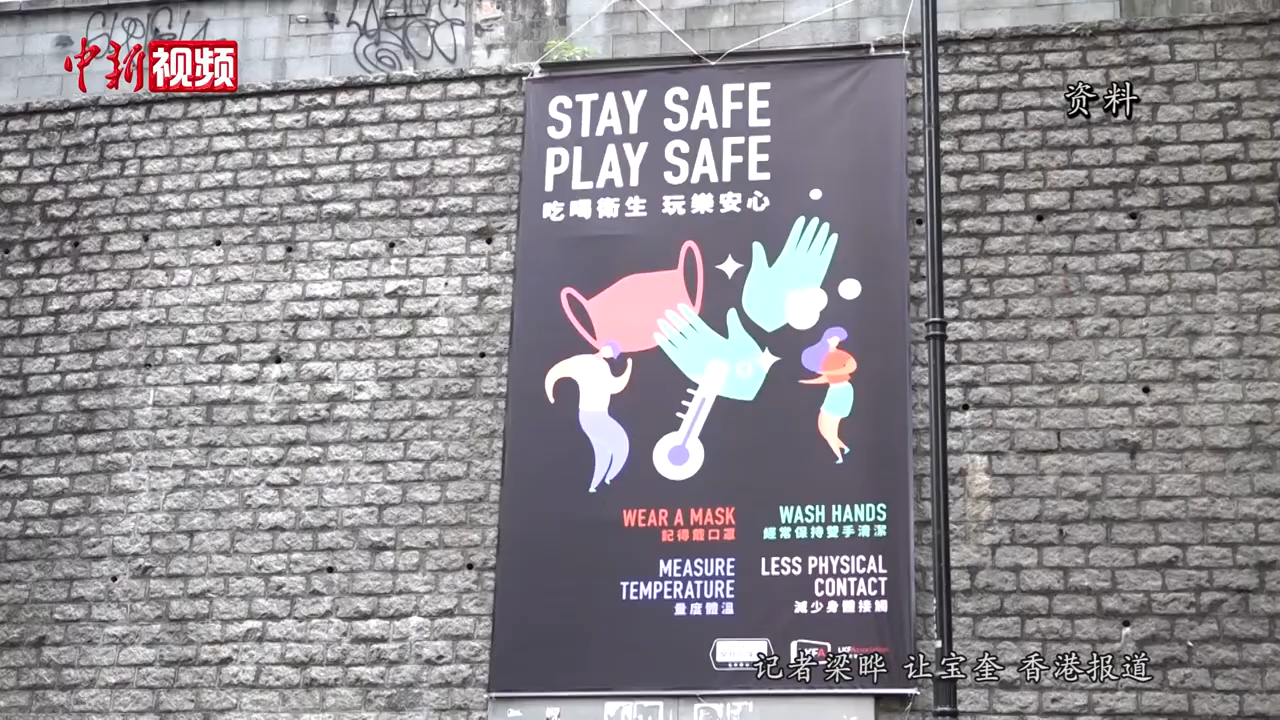 中新视频
资料
STAY SAFE
PLAY SAFE
吃喝衛生 玩樂安心
WEAR A MASK
記得戴口罩
WASH HANDS
經常保持雙手清潔
MEASURE
TEMPERATURE
量度體溫
LESS PHYSICAL
CONTACT
減少身體接觸
记者梁晔 让宝奎 香港报道